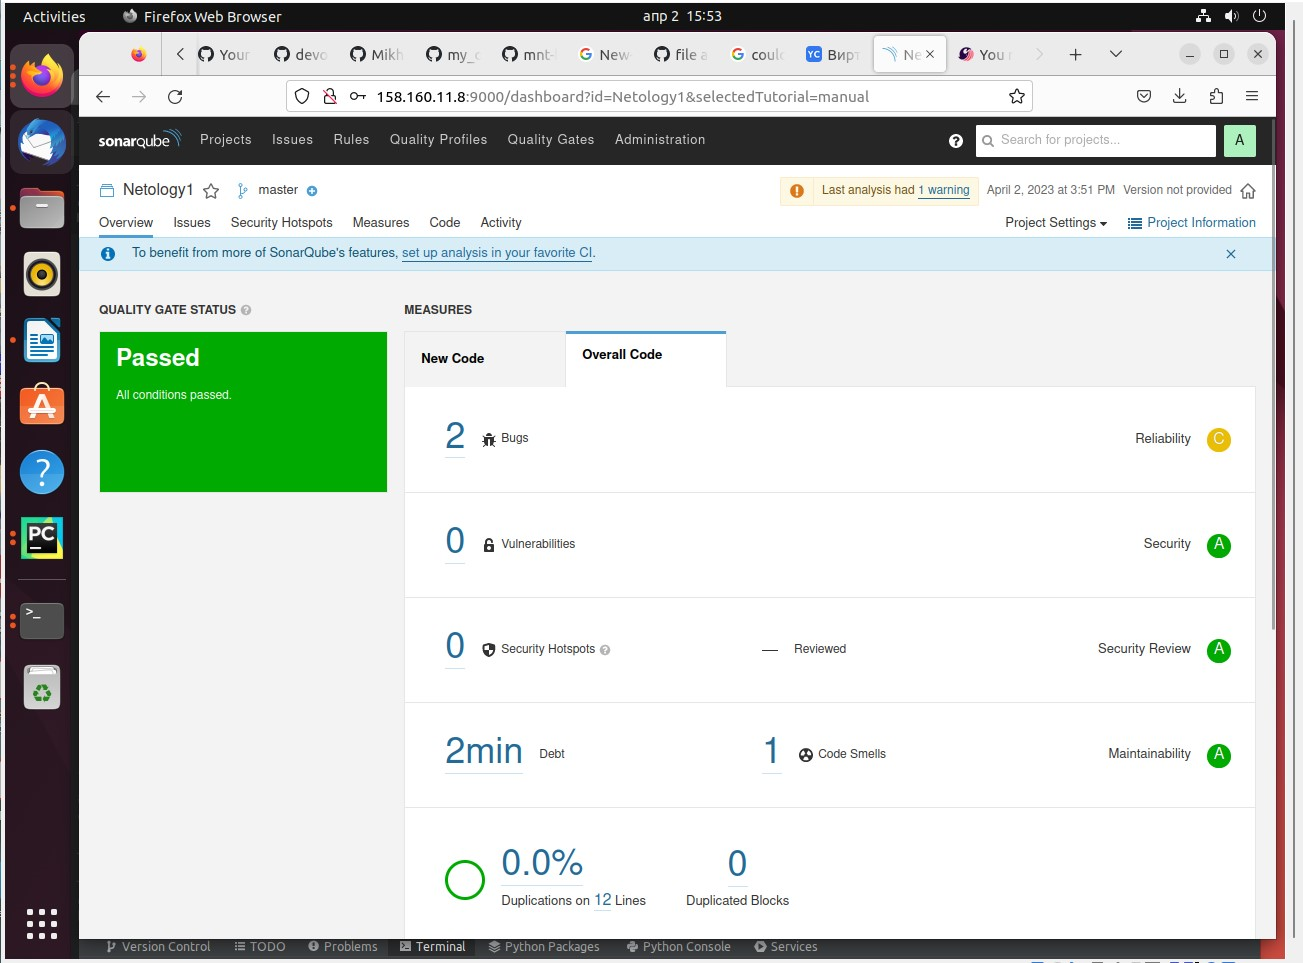 Activities Firefox Web Browser апр 2 15:53
Your devo Mikh my_ mnt- New file a coul YC Вирт Ne You
158.160.11.8:9000/dashboard?id=Netology1&selectedTutorial=manual
sonarqube Projects Issues Rules Quality Profiles Quality Gates Administration ? Search for projects... A
Netology1 master Last analysis had 1 warning April 2, 2023 at 3:51 PM Version not provided
Overview Issues Security Hotspots Measures Code Activity Project Settings Project Information
To benefit from more of SonarQube's features, set up analysis in your favorite CI.
QUALITY GATE STATUS ? MEASURES
Passed
All conditions passed.
New Code Overall Code
2 Bugs Reliability C
0 Vulnerabilities Security A
0 Security Hotspots ? — Reviewed Security Review A
2min Debt 1 Code Smells Maintainability A
0.0% 0
Duplications on 12 Lines Duplicated Blocks
PC
Version Control TODO Problems Terminal Python Packages Python Console Services